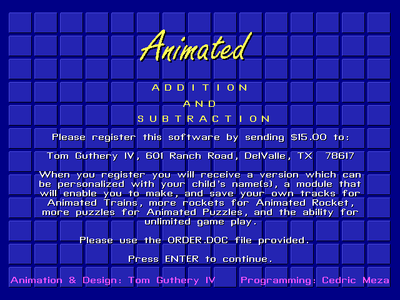 Animated
ADDITION
AND
SUBTRACTION
Please register this software by sending $15.00 to:
Tom Guthery IV, 601 Ranch Road, DelValle, TX 78617
When you register you will receive a version which can
be personalized with your child's name(s), a module that
will enable you to make, and save your own tracks for
Animated Trains, more rockets for Animated Rocket,
more puzzles for Animated Puzzles, and the ability for
unlimited game play.
Please use the ORDER.DOC file provided.
Press ENTER to continue.
Animation & Design: Tom Guthery IV Programming: Cedric Meza